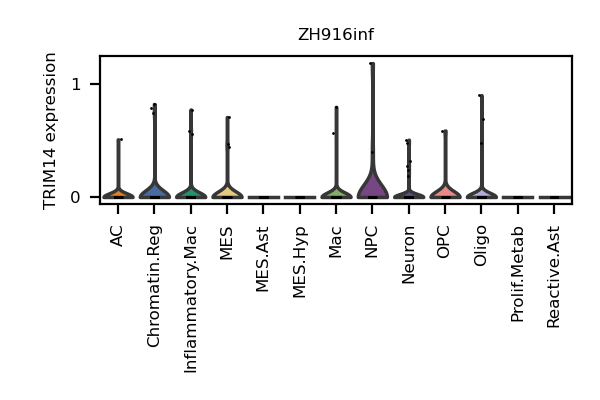 ZH916inf
TRIM14 expression
1
0
AC
Chromatin.Reg
Inflammatory.Mac
MES
MES.Ast
MES.Hyp
Mac
NPC
Neuron
OPC
Oligo
Prolif.Metab
Reactive.Ast